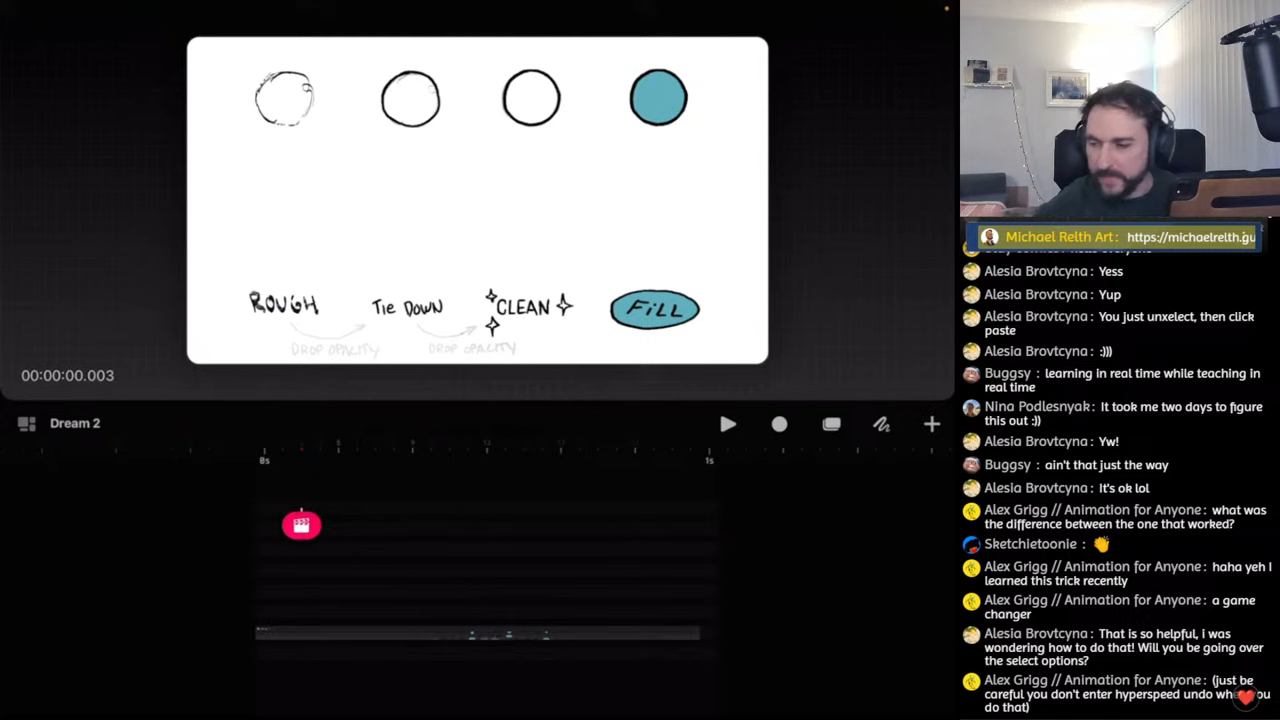 ROUGH
Tie DOWN
CLEAN
FiLL
DROP OPACITY
DROP OPACITY
00:00:00.003
Dream 2
8s
1s
Michael Relth Art: https://michaelrelth.gu
Alesia Brovtcyna: Yess
Alesia Brovtcyna: Yup
Alesia Brovtcyna: You just unselect, then click
paste
Alesia Brovtcyna: :)))
Buggsy: learning in real time while teaching in
real time
Nina Podlesnyak: It took me two days to figure
this out :))
Alesia Brovtcyna: Yw!
Buggsy: ain't that just the way
Alesia Brovtcyna: It's ok lol
Alex Grigg // Animation for Anyone: what was
the difference between the one that worked?
Sketchietoonie: 👏
Alex Grigg // Animation for Anyone: haha yeh I
learned this trick recently
Alex Grigg // Animation for Anyone: a game
changer
Alesia Brovtcyna: That is so helpful, i was
wondering how to do that! Will you be going over
the select options?
Alex Grigg // Animation for Anyone: (just be
careful you don't enter hyperspeed undo
do that)